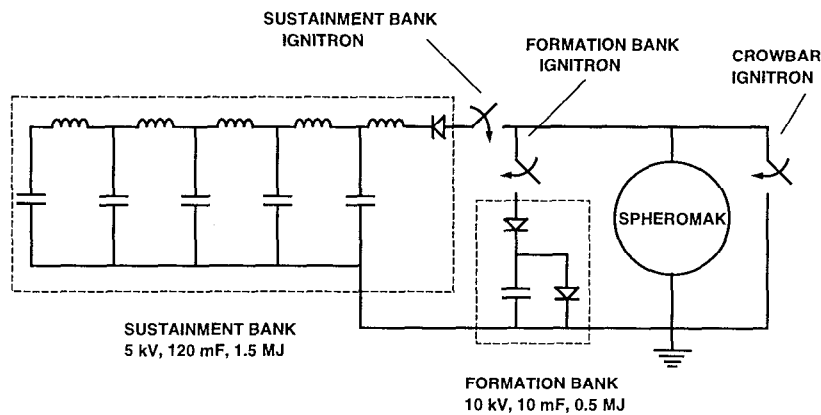 SUSTAINMENT BANK
IGNITRON
FORMATION BANK
IGNITRON
CROWBAR
IGNITRON
SPHEROMAK
SUSTAINMENT BANK
5 kV, 120 mF, 1.5 MJ
FORMATION BANK
10 kV, 10 mF, 0.5 MJ